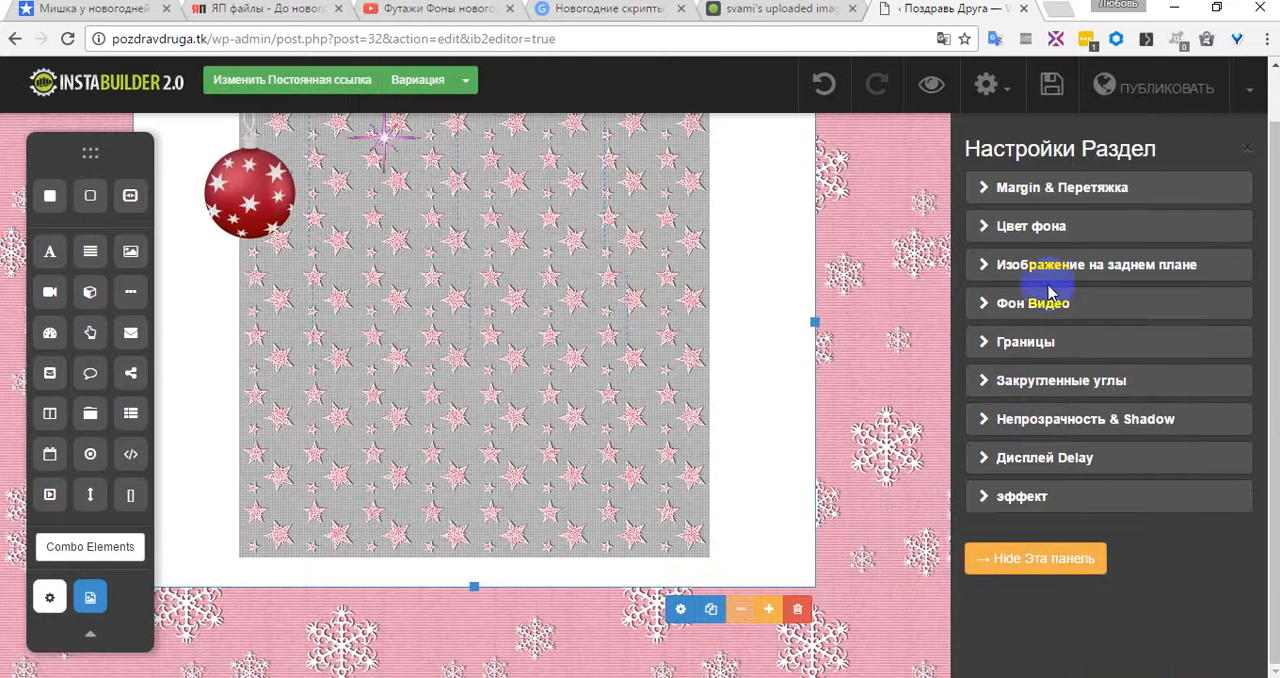 Мишка у новогодней
ЯП файлы - До новог
Футажи Фоны новог
Новогодние скрипты
svami's uploaded imag
‹ Поздравь Друга — W
Любовь
pozdravdruga.tk/wp-admin/post.php?post=32&action=edit&ib2editor=true
INSTABUILDER 2.0
Изменить Постоянная ссылка
Вариация
ПУБЛИКОВАТЬ
Настройки Раздел
Margin & Перетяжка
Цвет фона
Изображение на заднем плане
Фон Видео
Границы
Закругленные углы
Непрозрачность & Shadow
Дисплей Delay
эффект
→ Hide Эта панель
Combo Elements